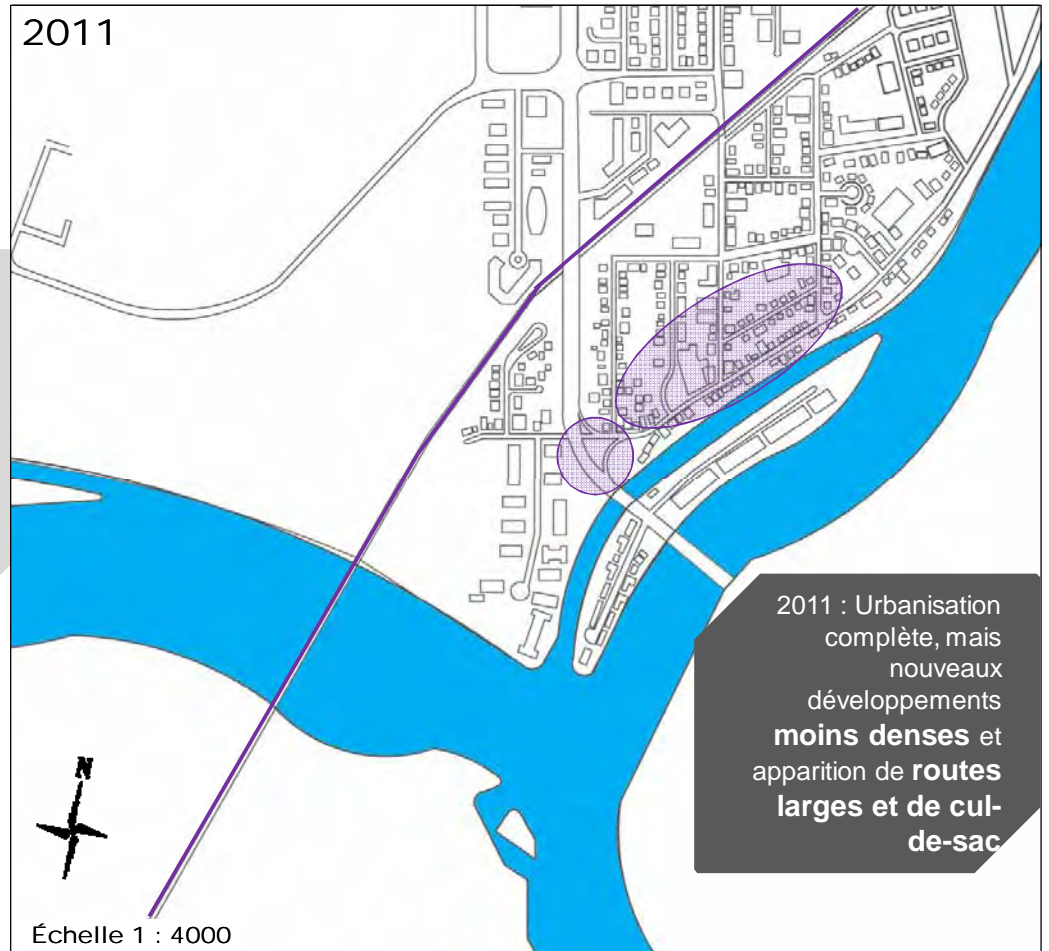 2011
2011 : Urbanisation
complète, mais
nouveaux
développements
moins denses et
apparition de routes
larges et de cul-
de-sac
N
Échelle 1 : 4000